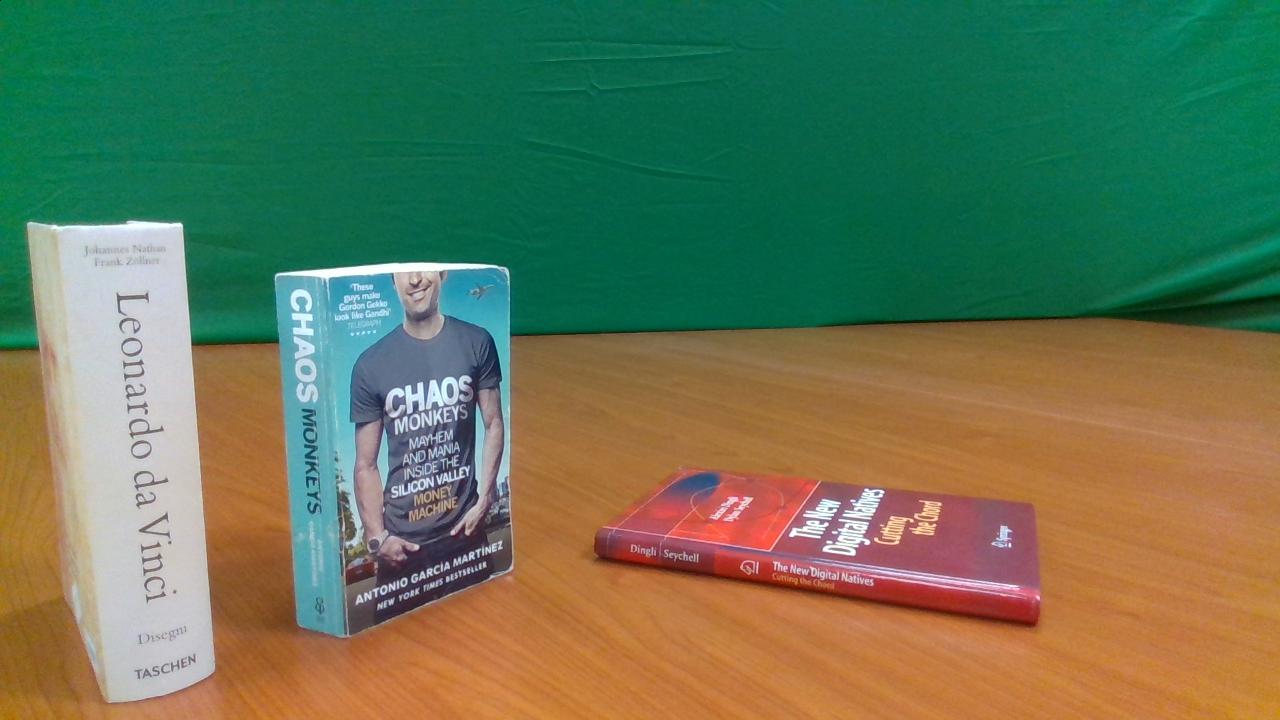 Johannes Nathan
Frank Zöllner
Leonardo da Vinci
Disegni
TASCHEN
CHAOS MONKEYS
'These
guys make
Gordon Gekko
look like Gandhi'
TELEGRAPH
CHAOS
MONKEYS
MAYHEM
AND MANIA
INSIDE THE
SILICON VALLEY
MONEY
MACHINE
ANTONIO GARCÍA MARTÍNEZ
NEW YORK TIMES BESTSELLER
The New
Digital Natives
Cutting
the Chord
Springer
Dingli Seychell
The New Digital Natives
Cutting the Chord